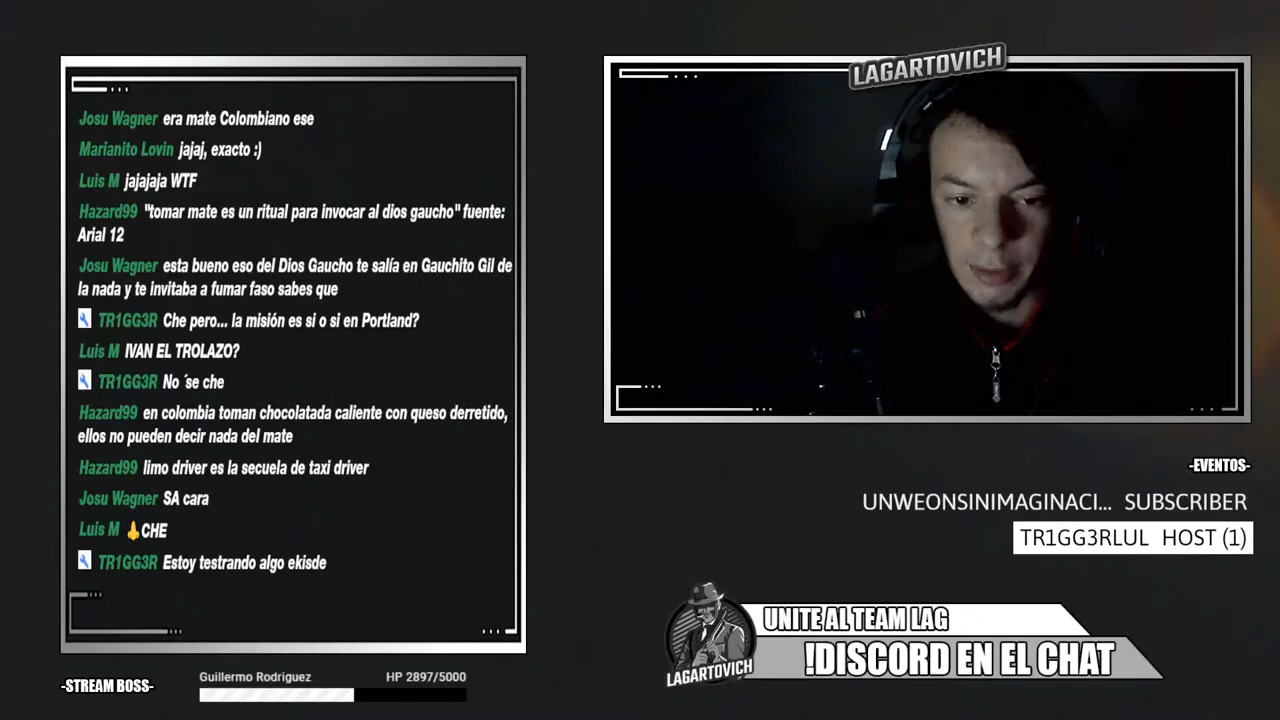 LAGARTOVICH
Josu Wagner era mate Colombiano ese
Marianito Lovin jajaj, exacto :)
Luis M jajajaja WTF
Hazard99 "tomar mate es un ritual para invocar al dios gaucho" fuente:
Arial 12
Josu Wagner esta bueno eso del Dios Gaucho te salía en Gauchito Gil de
la nada y te invitaba a fumar faso sabes que
TR1GG3R Che pero... la misión es si o si en Portland?
Luis M IVAN EL TROLAZO?
TR1GG3R No ´se che
Hazard99 en colombia toman chocolatada caliente con queso derretido,
ellos no pueden decir nada del mate
Hazard99 limo driver es la secuela de taxi driver
Josu Wagner SA cara
Luis M 👃CHE
TR1GG3R Estoy testrando algo ekisde
-EVENTOS-
UNWEONSINIMAGINACI... SUBSCRIBER
TR1GG3RLUL HOST (1)
UNITE AL TEAM LAG
!DISCORD EN EL CHAT
LAGARTOVICH
-STREAM BOSS-
Guillermo Rodriguez HP 2897/5000